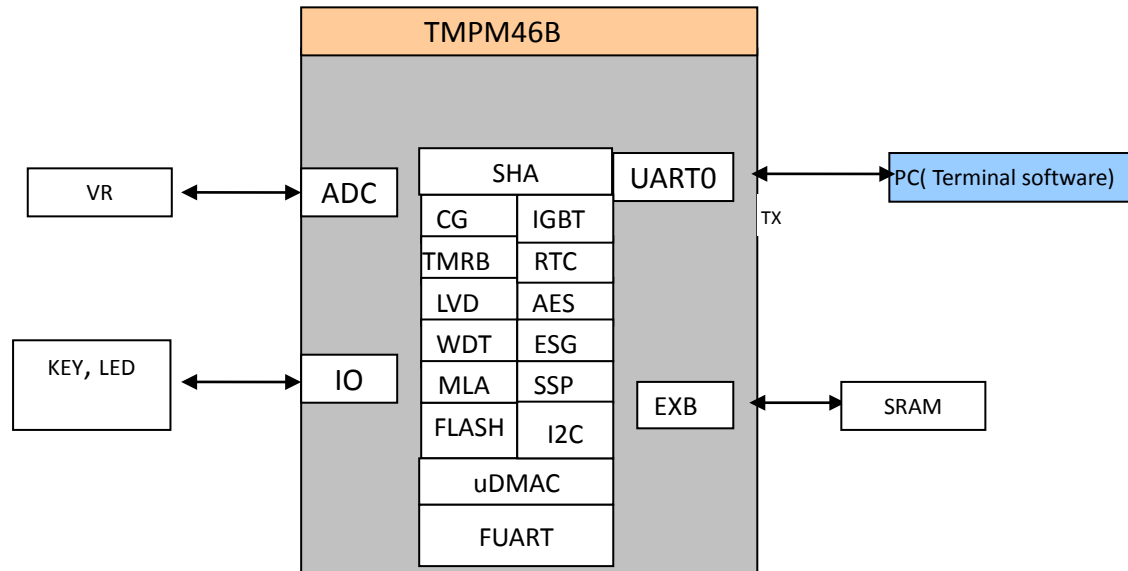 TMPM46B
SHA
UART0
PC( Terminal software)
VR
ADC
TX
CG
IGBT
TMRB
RTC
LVD
AES
WDT
ESG
KEY, LED
IO
MLA
SSP
EXB
SRAM
FLASH
I2C
uDMAC
FUART